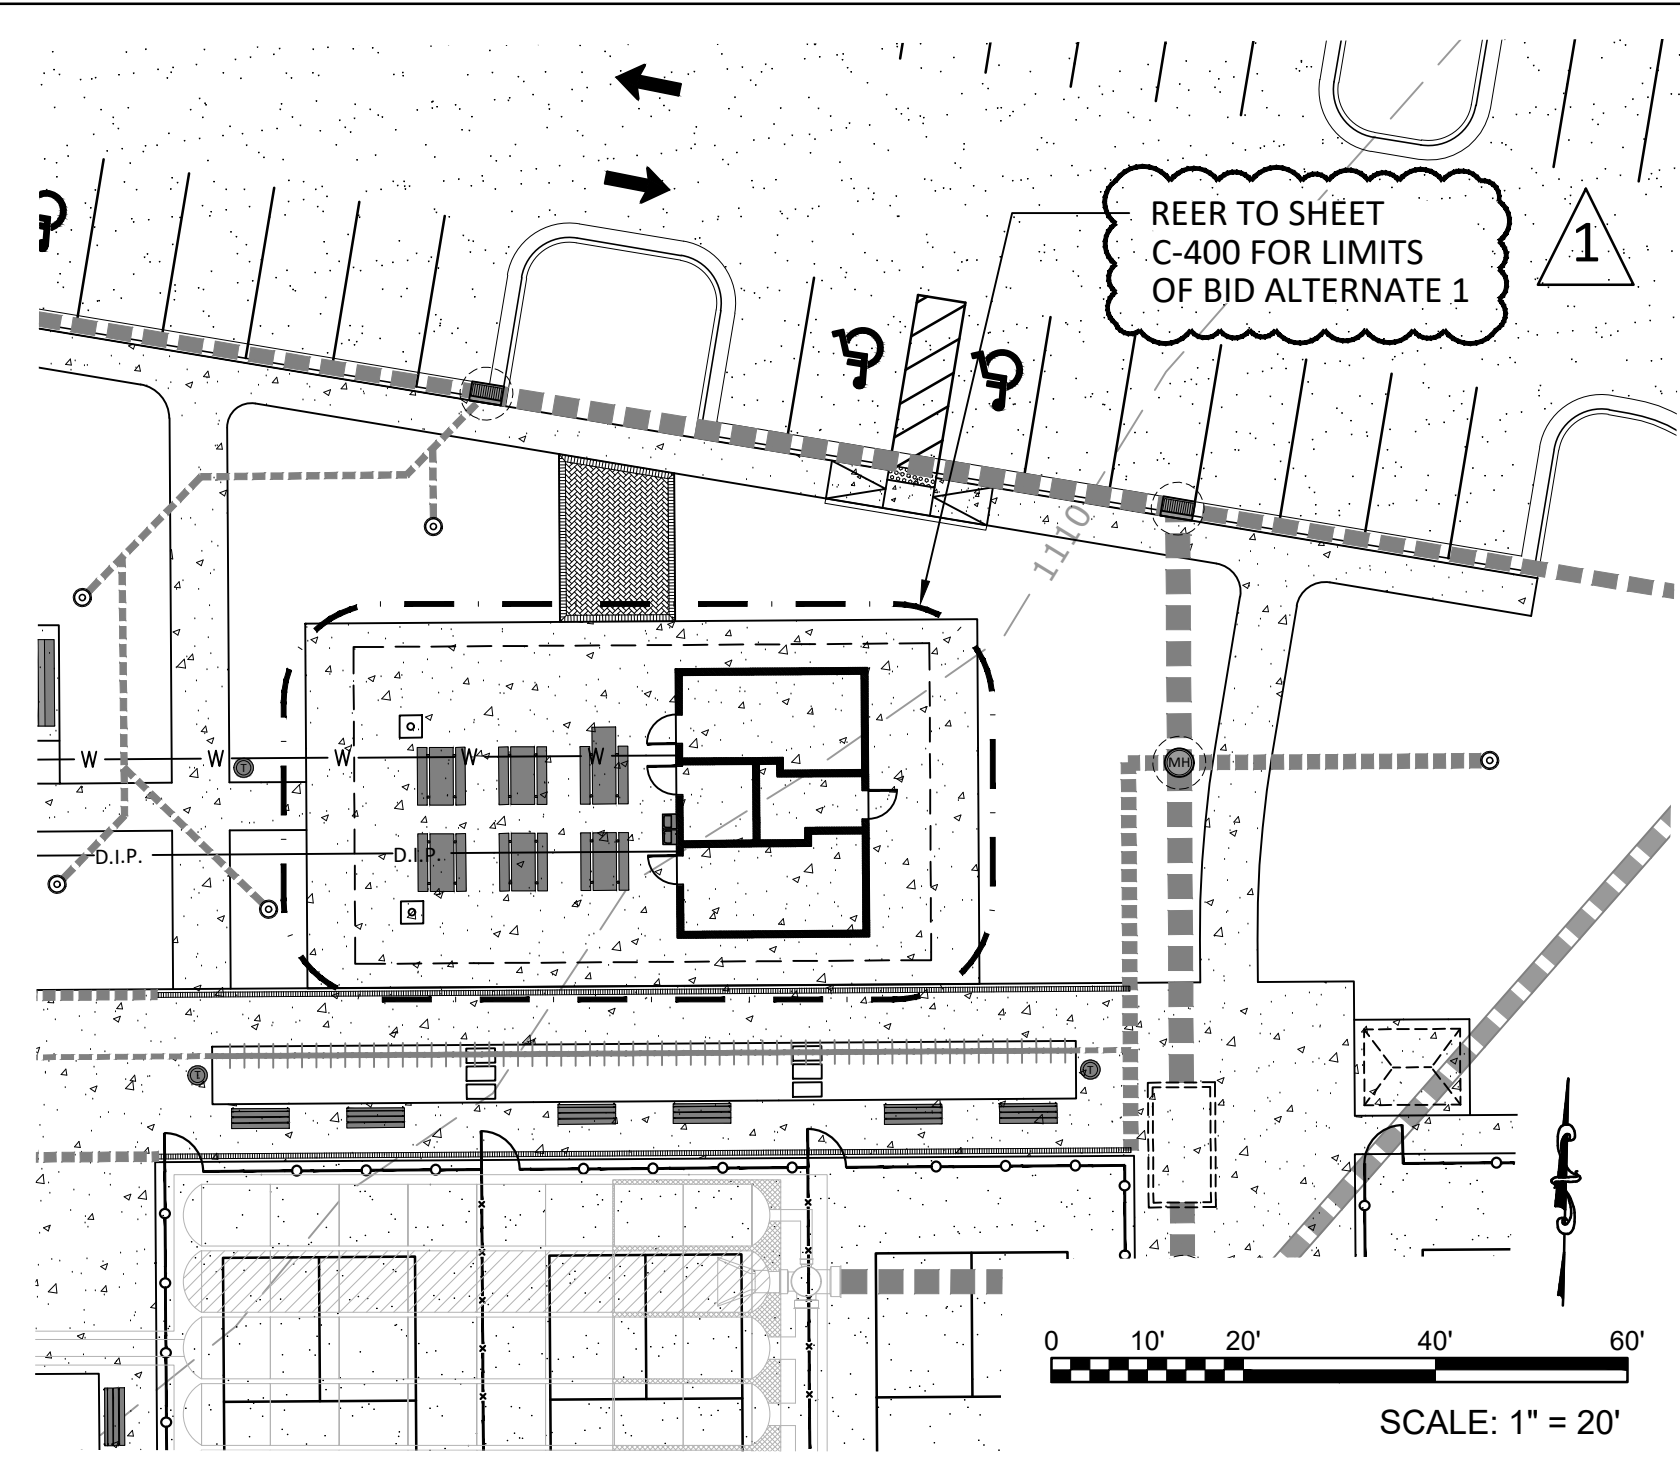 REER TO SHEET
C-400 FOR LIMITS
OF BID ALTERNATE 1
1
1110
W W W W W
T
D.I.P. D.I.P.
MH
T T
0 10' 20' 40' 60'
SCALE: 1" = 20'